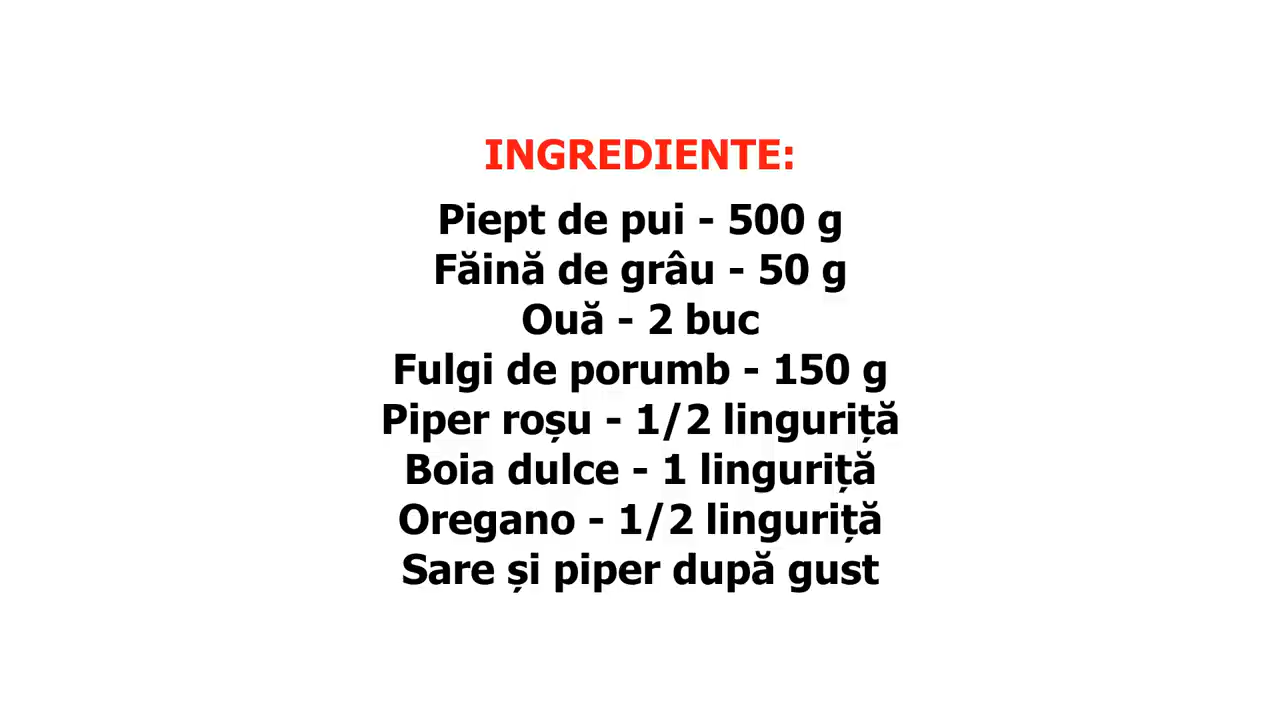 INGREDIENTE:
Piept de pui - 500 g
Făină de grâu - 50 g
Ouă - 2 buc
Fulgi de porumb - 150 g
Piper roșu - 1/2 linguriță
Boia dulce - 1 linguriță
Oregano - 1/2 linguriță
Sare și piper după gust